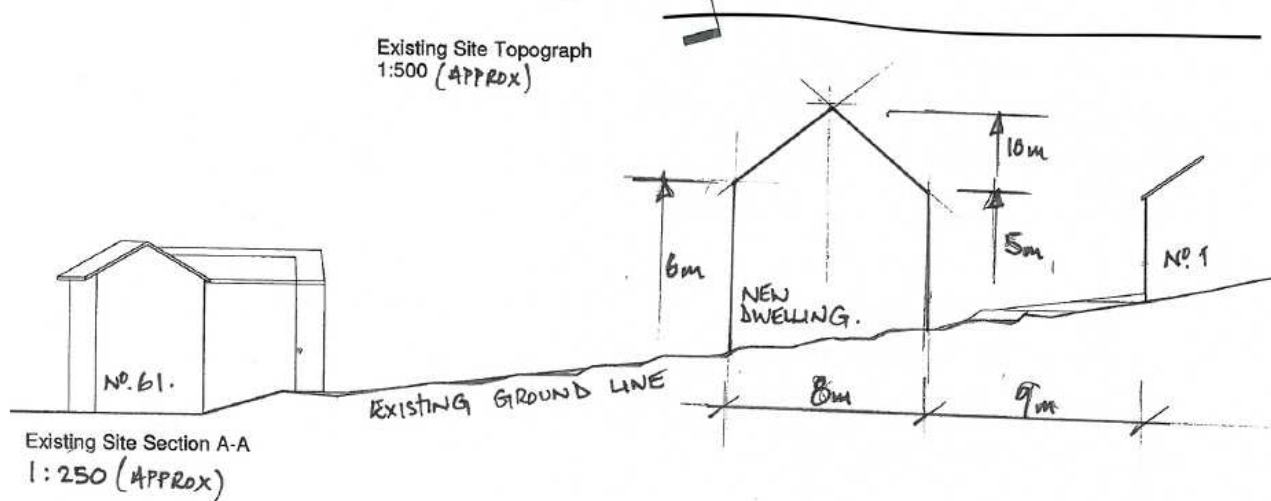 Existing Site Topograph
1:500 (APPROX)
10m
6m
5m
No. 1
NEW
DWELLING.
No. 61.
EXISTING GROUND LINE
8m
9m
Existing Site Section A-A
1:250 (APPROX)